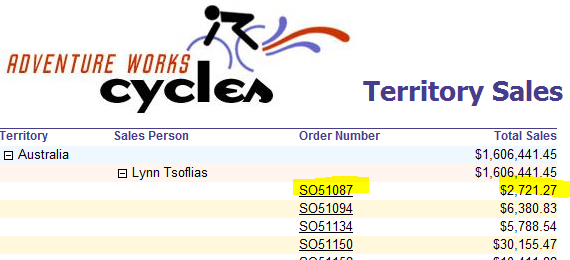 ADVENTURE WORKS
cycles
Territory Sales
Territory Sales Person Order Number Total Sales
Australia $1,606,441.45
Lynn Tsoflias $1,606,441.45
SO51087 $2,721.27
SO51094 $6,380.83
SO51134 $5,788.54
SO51150 $30,155.47